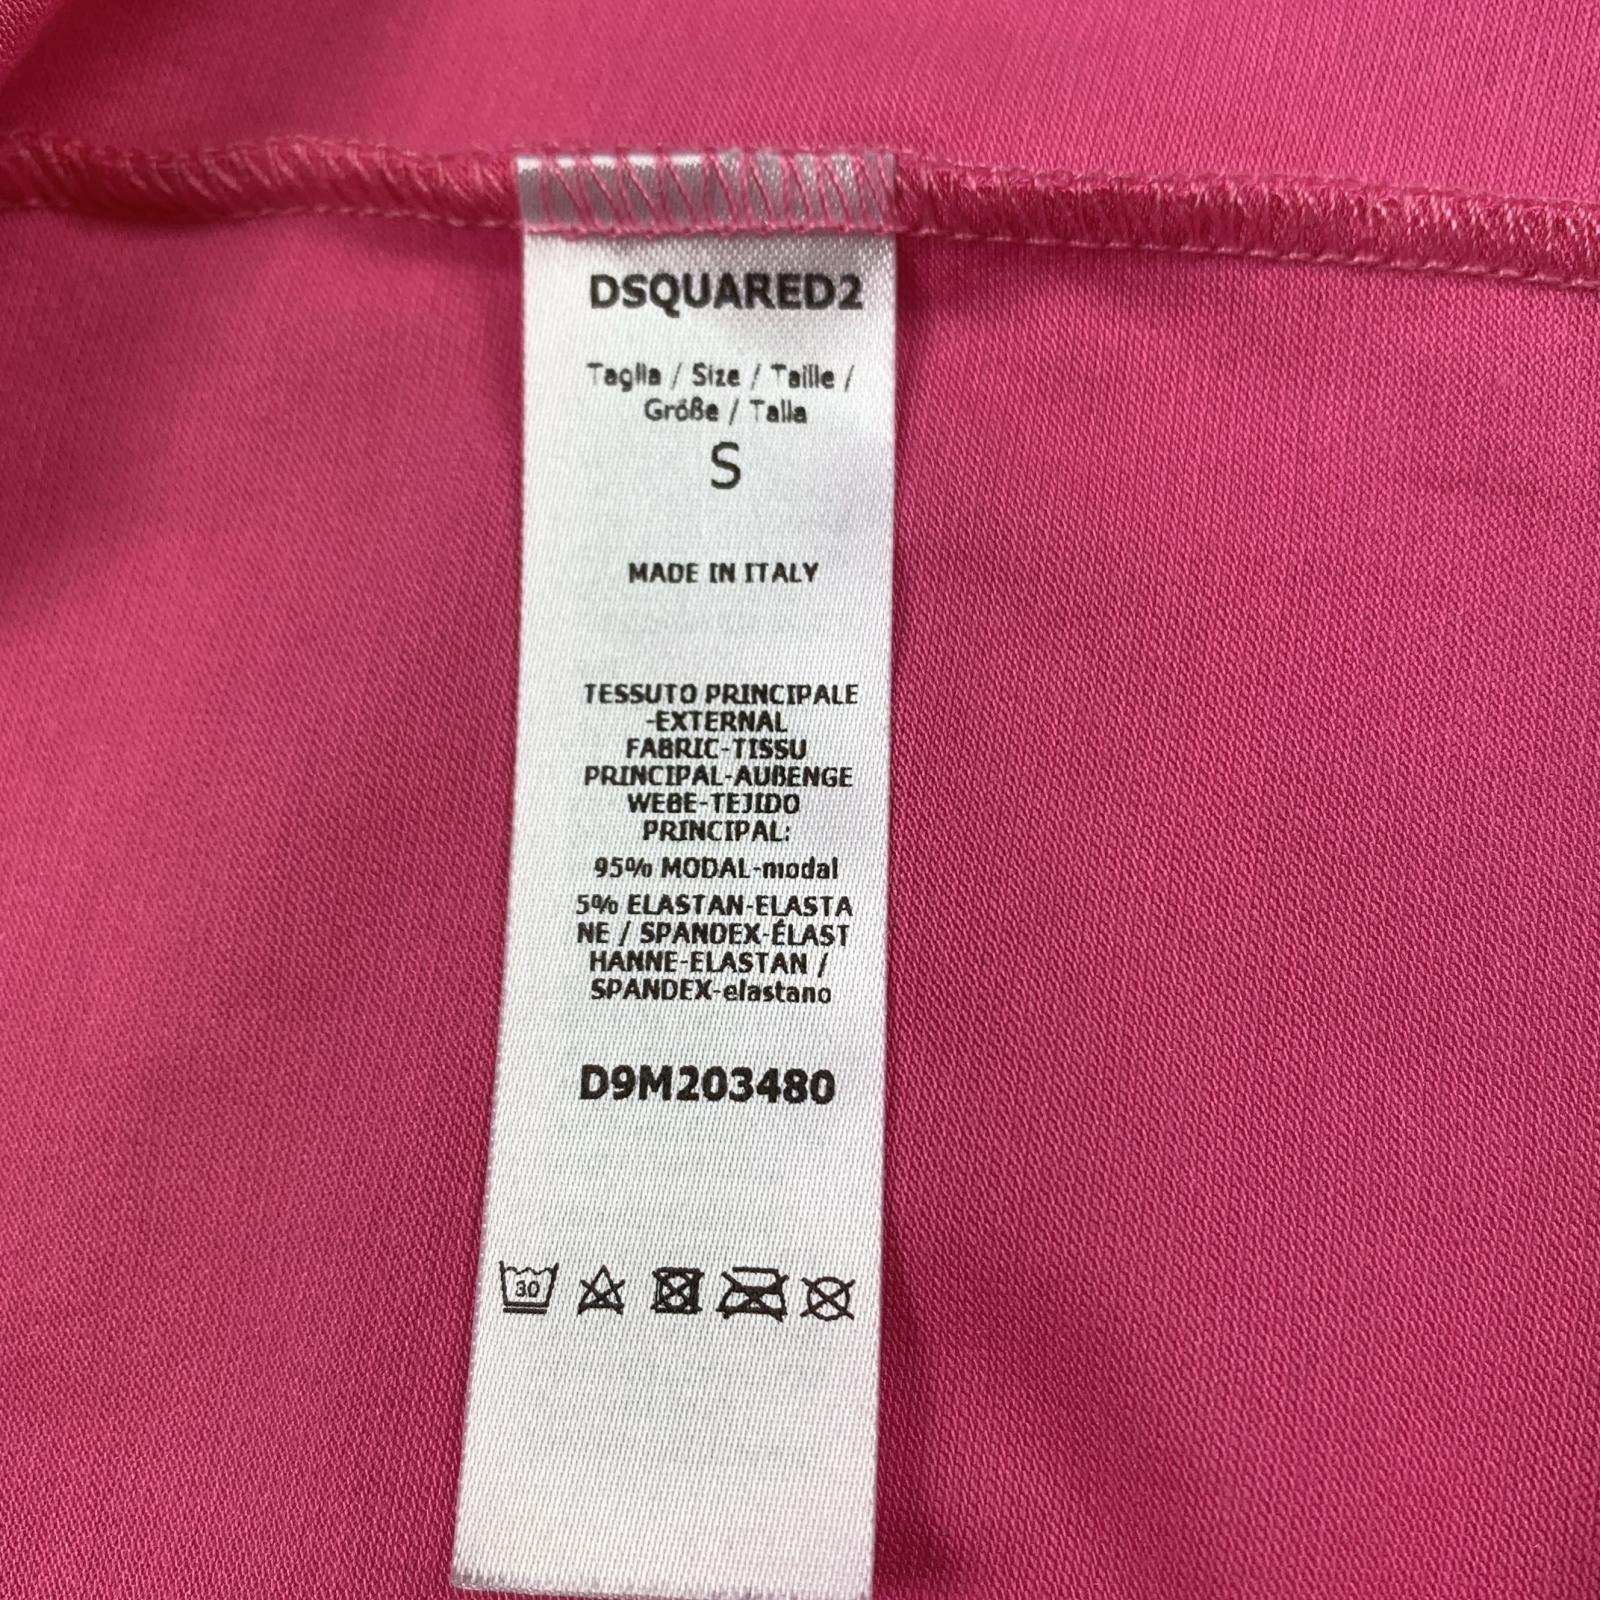 DSQUARED2
Taglia / Size / Taille /
Größe / Talla
S
MADE IN ITALY
TESSUTO PRINCIPALE
-EXTERNAL
FABRIC-TISSU
PRINCIPAL-AUßENGE
WEBE-TEJIDO
PRINCIPAL:
95% MODAL-modal
5% ELASTAN-ELASTA
NE / SPANDEX-ÉLAST
HANNE-ELASTAN /
SPANDEX-elastano
D9M203480
30